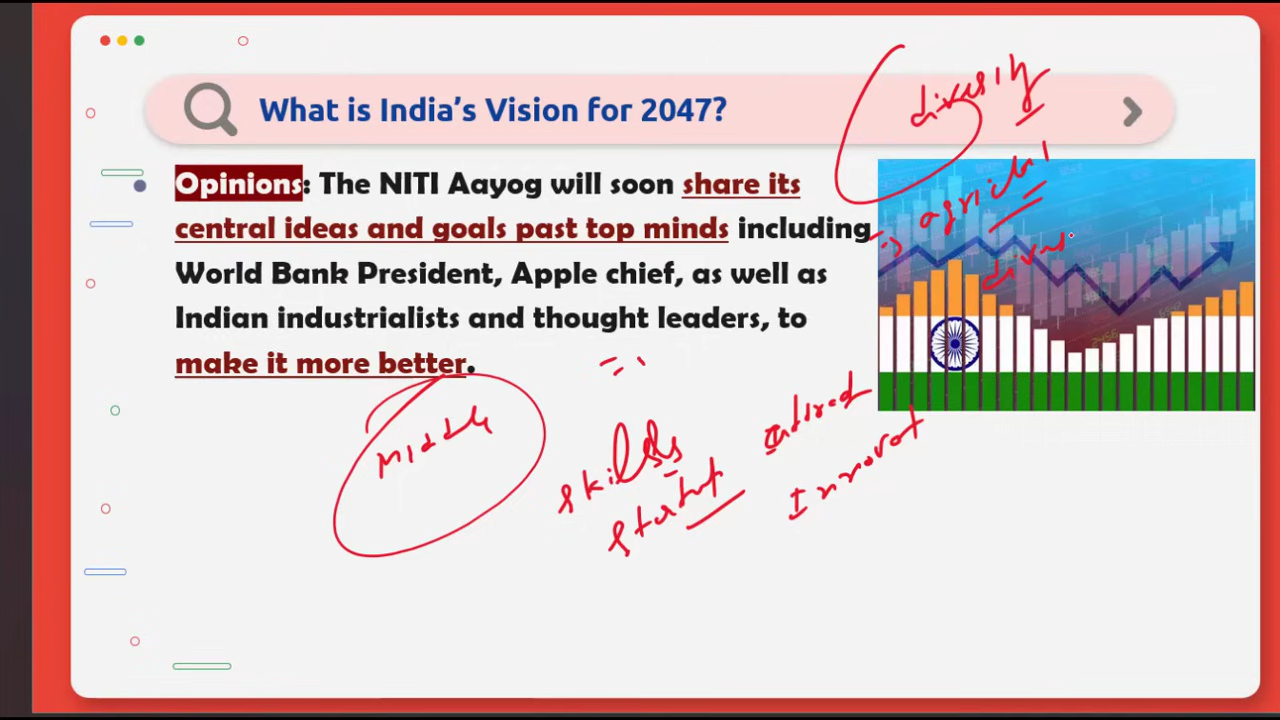 What is India's Vision for 2047?
diversity
Opinions: The NITI Aayog will soon share its
central ideas and goals past top minds including
World Bank President, Apple chief, as well as
Indian industrialists and thought leaders, to
make it more better.
Middle
skills
startup
Innovat